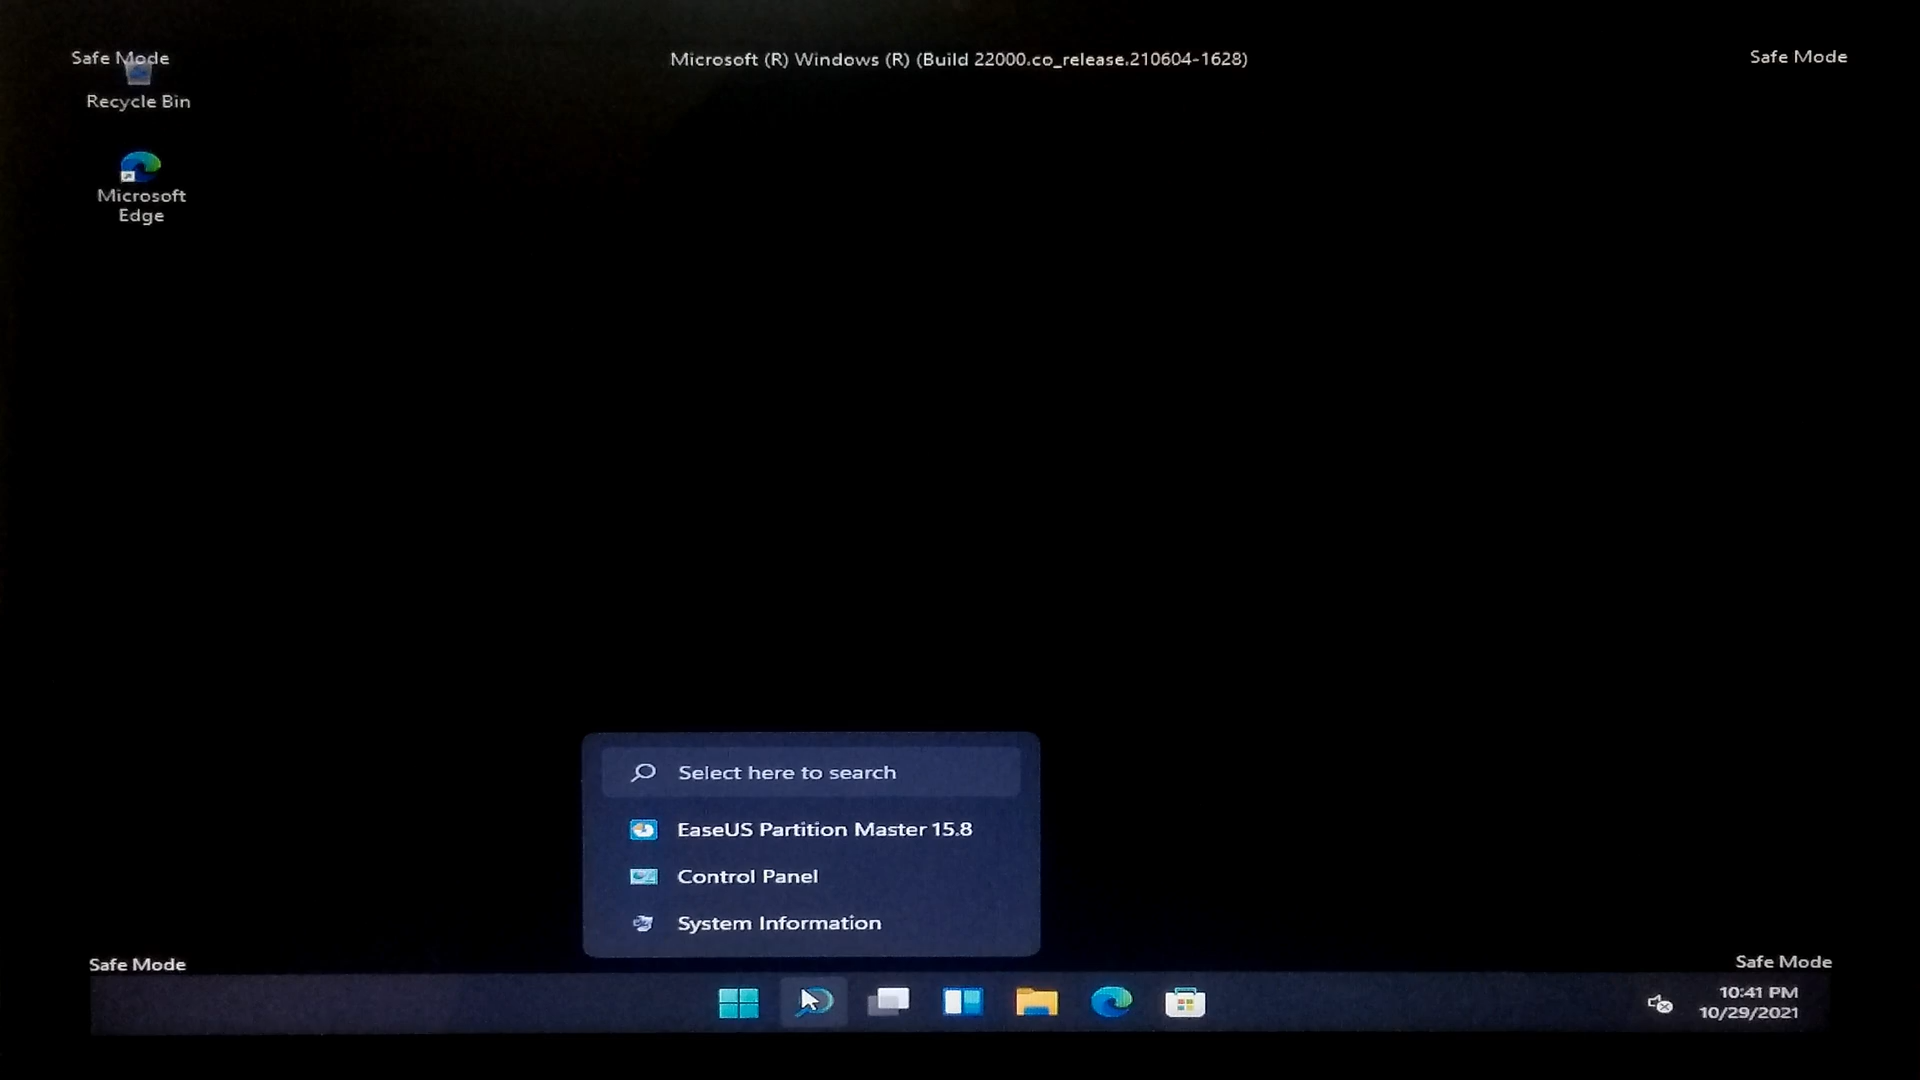 Safe Mode
Microsoft (R) Windows (R) (Build 22000.co_release.210604-1628)
Safe Mode
Recycle Bin
Microsoft
Edge
Select here to search
EaseUS Partition Master 15.8
Control Panel
System Information
Safe Mode
Safe Mode
10:41 PM
10/29/2021